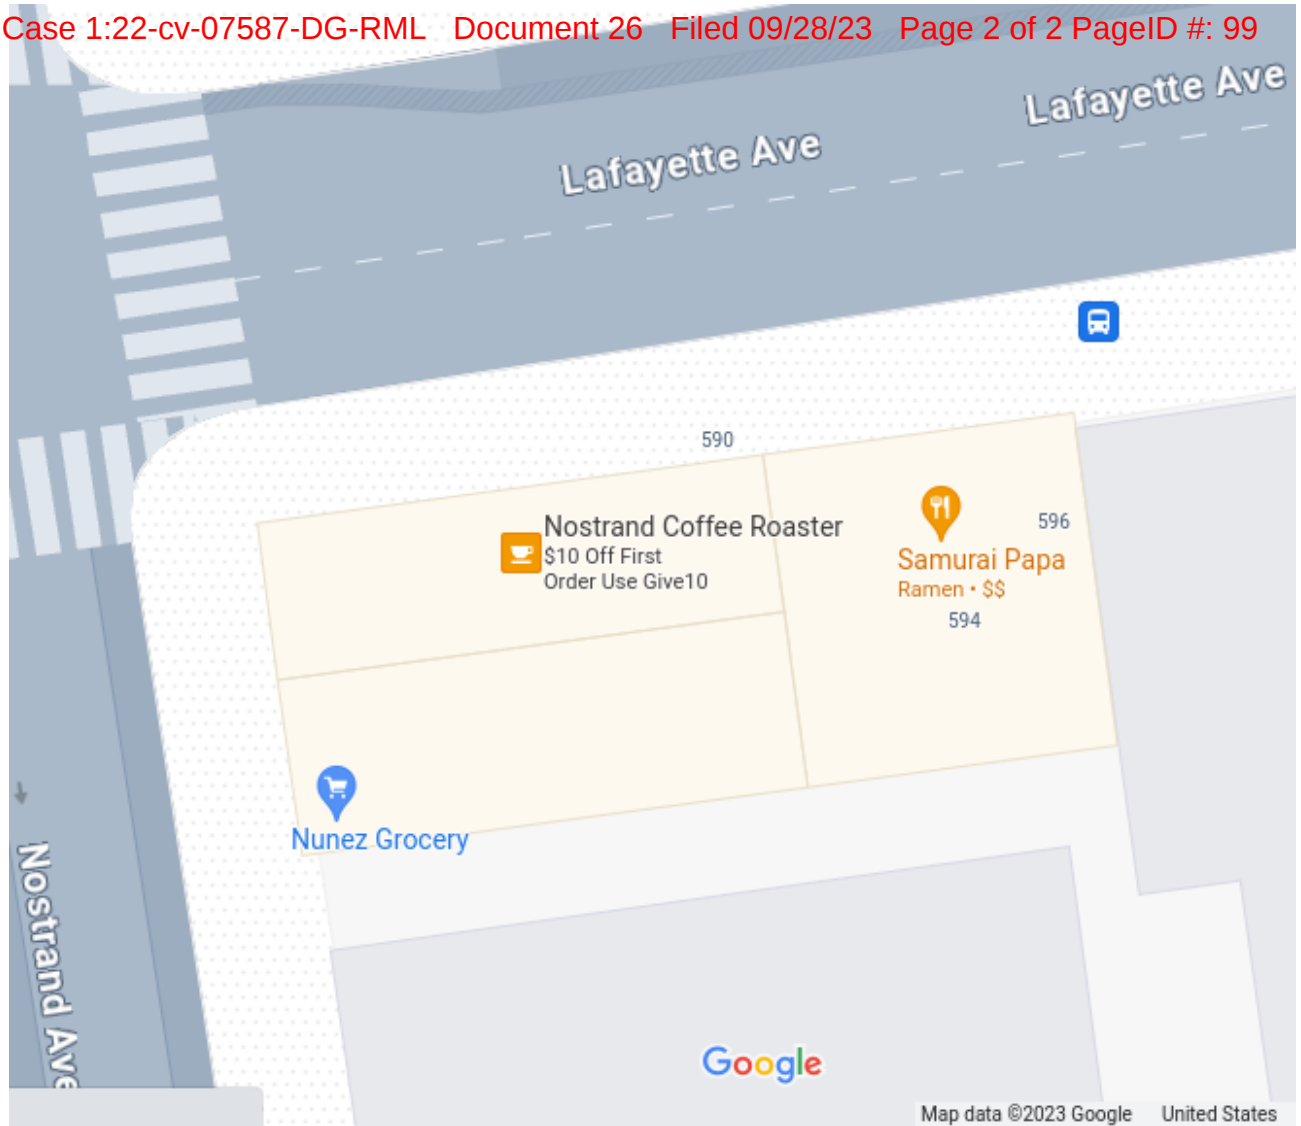 Case 1:22-cv-07587-DG-RML Document 26 Filed 09/28/23 Page 2 of 2 PageID #: 99
Lafayette Ave
Lafayette Ave
590
Nostrand Coffee Roaster
$10 Off First
Order Use Give10
596
Samurai Papa
Ramen • $$
594
Nunez Grocery
Nostrand Ave
Google
Map data ©2023 Google United States